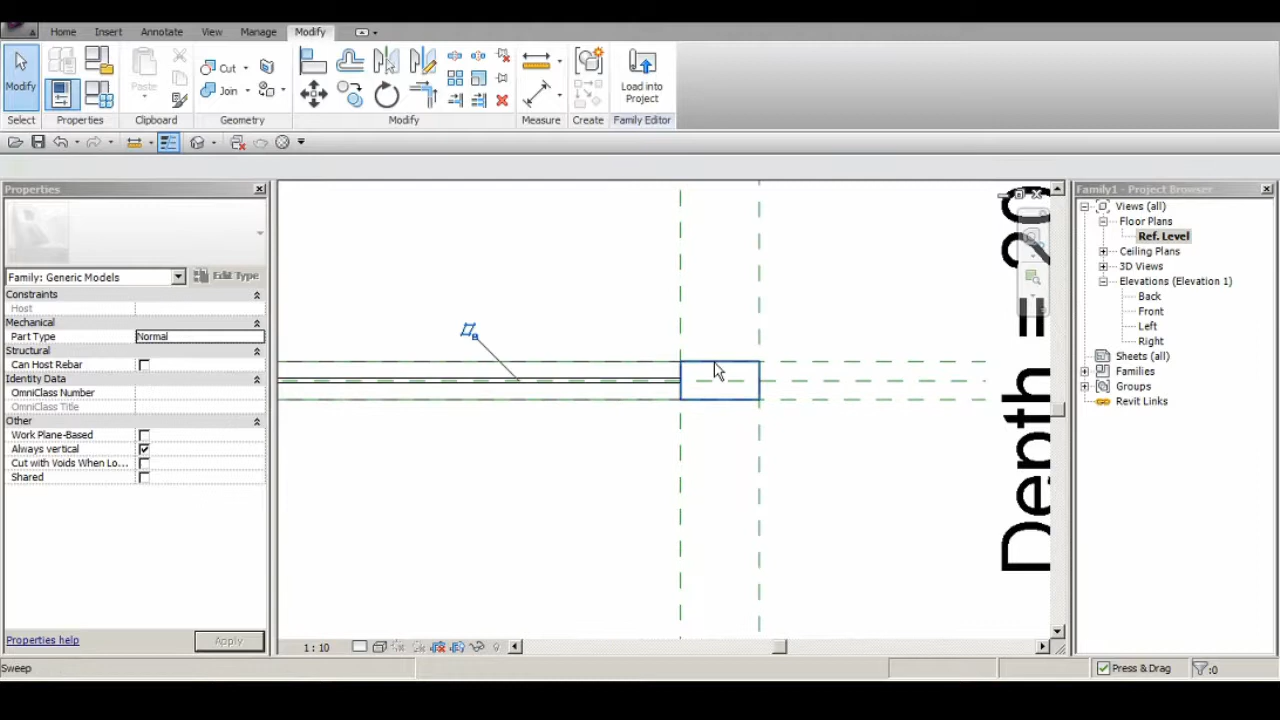 Home Insert Annotate View Manage Modify
Modify
Paste
Cut
Join
Load into
Project
Select Properties Clipboard Geometry Modify Measure Create Family Editor
Properties
Family: Generic Models
Edit Type
Constraints
Host
Mechanical
Part Type Normal
Structural
Can Host Rebar
Identity Data
OmniClass Number
OmniClass Title
Other
Work Plane-Based
Always vertical
Cut with Voids When Lo...
Shared
Properties help
Apply
Depth = 20
1 : 10
Family1 - Project Browser
Views (all)
Floor Plans
Ref. Level
Ceiling Plans
3D Views
Elevations (Elevation 1)
Back
Front
Left
Right
Sheets (all)
Families
Groups
Revit Links
Sweep
Press & Drag
:0